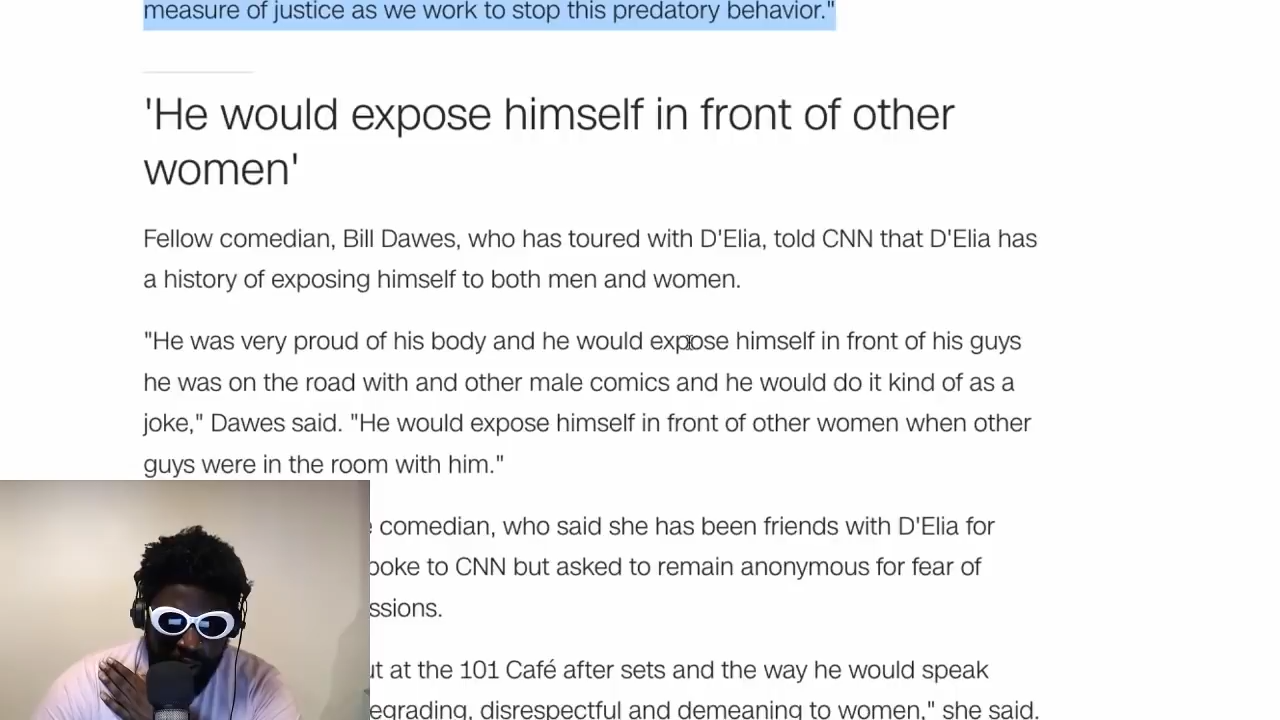 measure of justice as we work to stop this predatory behavior."
'He would expose himself in front of other
women'
Fellow comedian, Bill Dawes, who has toured with D'Elia, told CNN that D'Elia has
a history of exposing himself to both men and women.
"He was very proud of his body and he would expose himself in front of his guys
he was on the road with and other male comics and he would do it kind of as a
joke," Dawes said. "He would expose himself in front of other women when other
guys were in the room with him."
comedian, who said she has been friends with D'Elia for
to CNN but asked to remain anonymous for fear of
at the 101 Café after sets and the way he would speak
disrespectful and demeaning to women," she said.